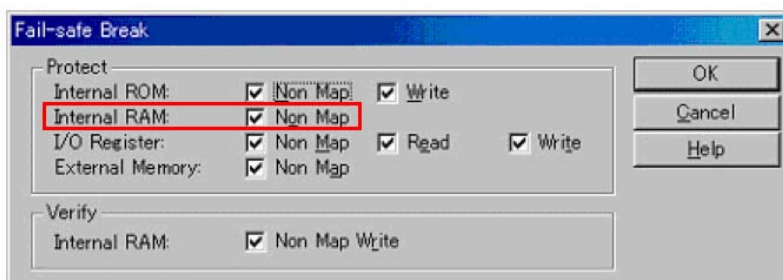 Fail-safe Break
Protect
Internal ROM: Non Map Write
Internal RAM: Non Map
I/O Register: Non Map Read Write
External Memory: Non Map
Verify
Internal RAM: Non Map Write
OK
Cancel
Help